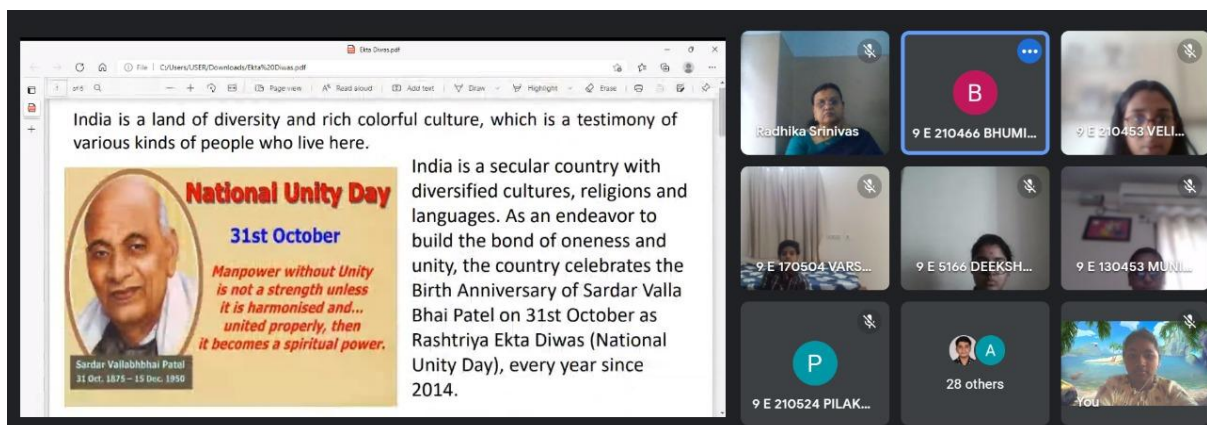 Ekta Diwas.pdf
File | C:/Users/USER/Downloads/Ekta%20Diwas.pdf
1 of 6
Page view
Read aloud
Add text
Draw
Highlight
Erase
India is a land of diversity and rich colorful culture, which is a testimony of
various kinds of people who live here.
National Unity Day
31st October
Manpower without Unity
is not a strength unless
it is harmonised and...
united properly, then
it becomes a spiritual power.
Sardar Vallabhbhai Patel
31 Oct. 1875 – 15 Dec. 1950
India is a secular country with
diversified cultures, religions and
languages. As an endeavor to
build the bond of oneness and
unity, the country celebrates the
Birth Anniversary of Sardar Valla
Bhai Patel on 31st October as
Rashtriya Ekta Diwas (National
Unity Day), every year since
2014.
Radhika Srinivas
B
9 E 210466 BHUMI...
9 E 210453 VELI...
9 E 170504 VARS...
9 E 5166 DEEKSH...
9 E 130453 MUNI...
P
9 E 210524 PILAK...
A
28 others
You